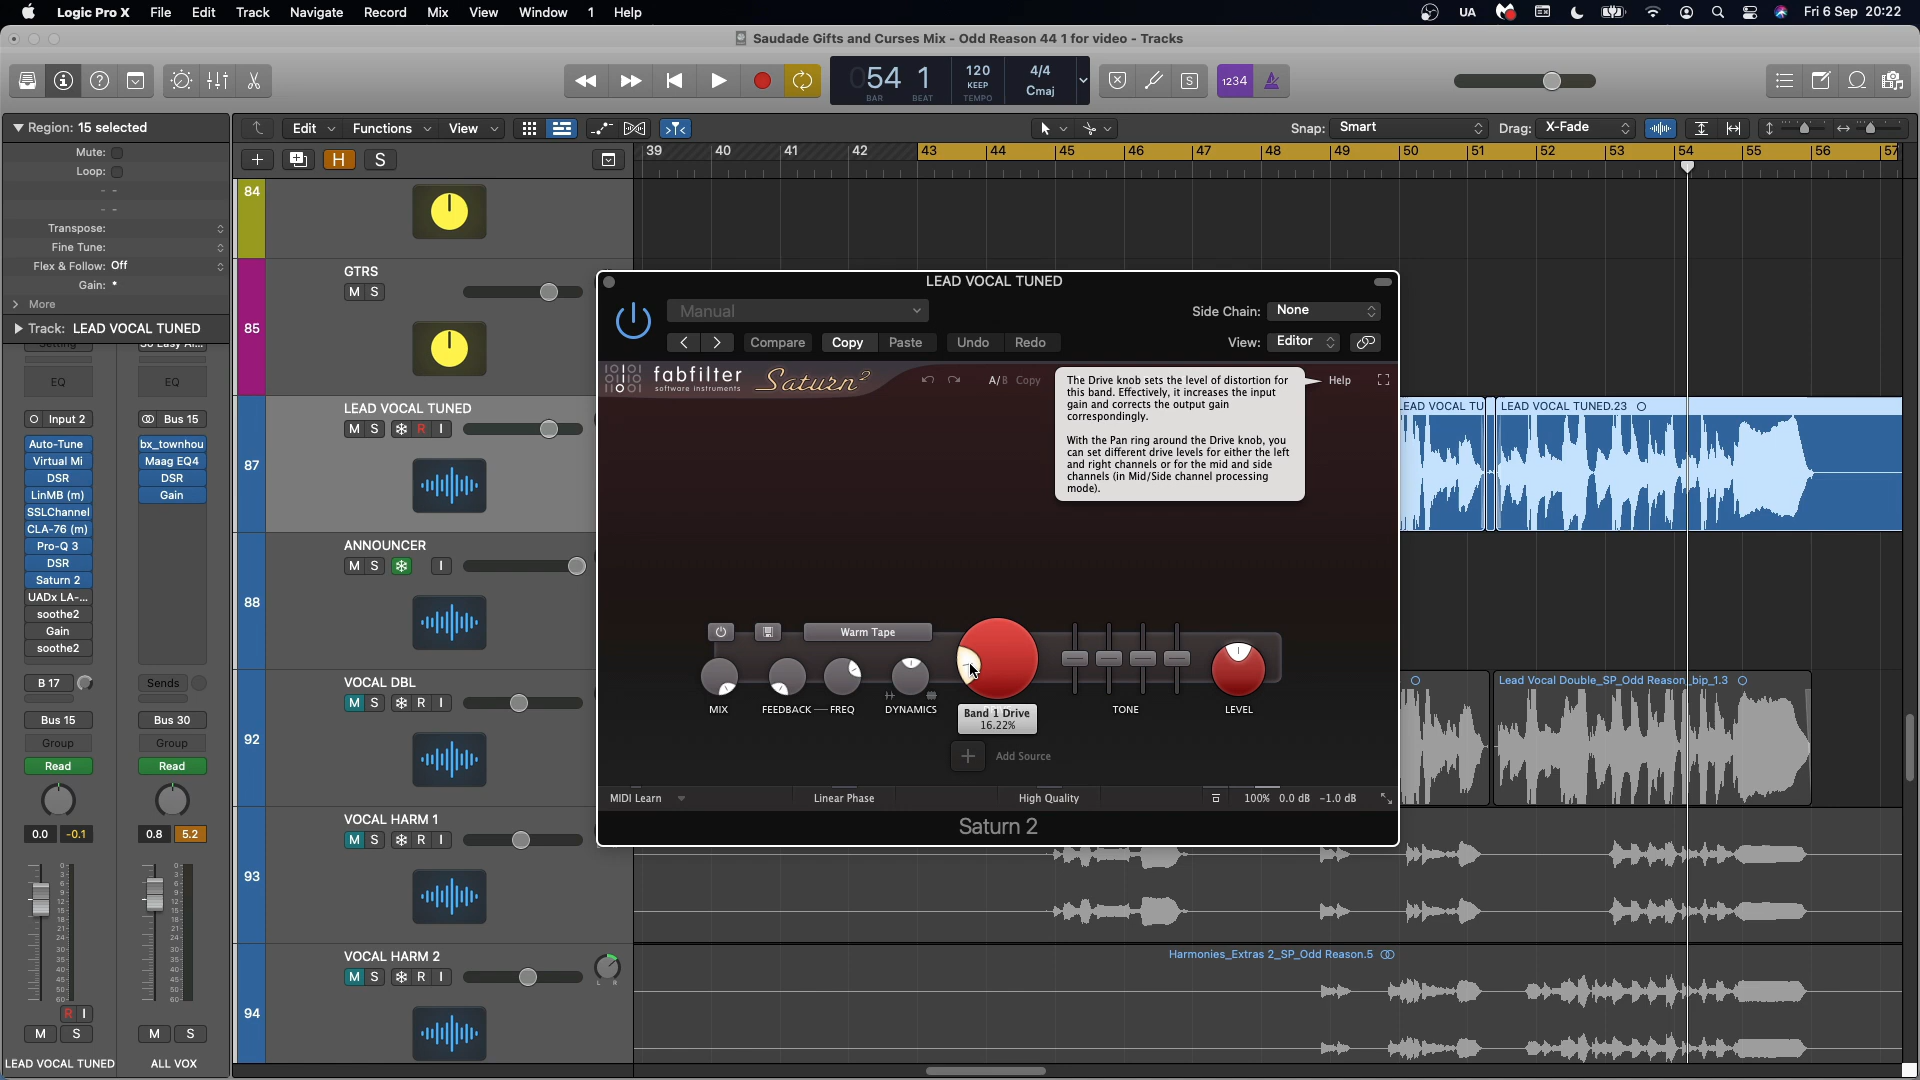 Logic Pro X File Edit Track Navigate Record Mix View Window 1 Help
UA Fri 6 Sep 20:22
Saudade Gifts and Curses Mix - Odd Reason 44 1 for video - Tracks
054 1
BAR BEAT
120
KEEP
TEMPO
4/4
Cmaj
S
1234
Region: 15 selected
Mute:
Loop:
Transpose:
Fine Tune:
Flex & Follow: Off
Gain:
More
Track: LEAD VOCAL TUNED
Edit Functions View
Snap: Smart
Drag: X-Fade
H S
39 40 41 42 43 44 45 46 47 48 49 50 51 52 53 54 55 56 57
84
85
GTRS
M S
87
LEAD VOCAL TUNED
M S R I
88
ANNOUNCER
M S I
92
VOCAL DBL
M S R I
93
VOCAL HARM 1
M S R I
94
VOCAL HARM 2
M S R I
L R
Setting
EQ
Input 2
Auto-Tune
Virtual Mi
DSR
LinMB (m)
SSLChannel
CLA-76 (m)
Pro-Q 3
DSR
Saturn 2
UADx LA-...
soothe2
Gain
soothe2
B 17
Bus 15
Group
Read
0.0 -0.1
R I
M S
LEAD VOCAL TUNED
EQ
Bus 15
bx_townhou
Maag EQ4
DSR
Gain
Sends
Bus 30
Group
Read
0.8 5.2
M S
ALL VOX
LEAD VOCAL TUNED
Manual
Side Chain: None
Compare Copy Paste Undo Redo
View: Editor
fabfilter
software instruments
Saturn 2
A/B Copy
Help
The Drive knob sets the level of distortion for
this band. Effectively, it increases the input
gain and corrects the output gain
correspondingly.
With the Pan ring around the Drive knob, you
can set different drive levels for either the left
and right channels or for the mid and side
channels (in Mid/Side channel processing
mode).
Warm Tape
MIX FEEDBACK FREQ DYNAMICS TONE LEVEL
Band 1 Drive
16.22%
Add Source
MIDI Learn Linear Phase High Quality 100% 0.0 dB -1.0 dB
Saturn 2
LEAD VOCAL TU
LEAD VOCAL TUNED.23
Lead Vocal Double_SP_Odd Reason_bip_1.3
Harmonies_Extras 2_SP_Odd Reason.5